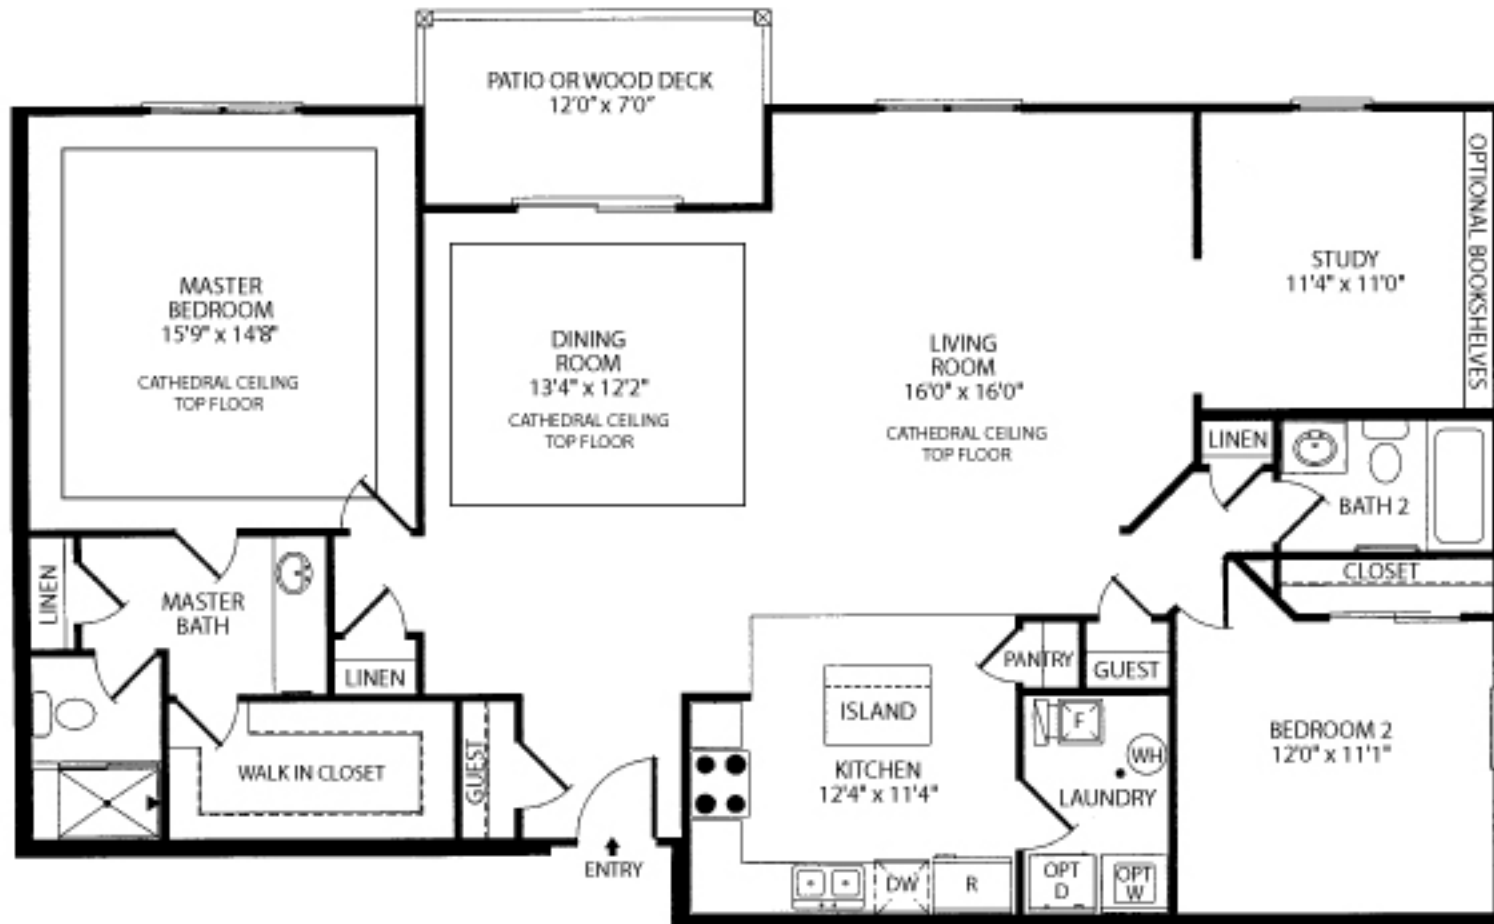 PATIO OR WOOD DECK
12'0" x 7'0"
MASTER
BEDROOM
15'9" x 14'8"
CATHEDRAL CEILING
TOP FLOOR
DINING
ROOM
13'4" x 12'2"
CATHEDRAL CEILING
TOP FLOOR
LIVING
ROOM
16'0" x 16'0"
CATHEDRAL CEILING
TOP FLOOR
STUDY
11'4" x 11'0"
OPTIONAL BOOKSHELVES
LINEN
BATH 2
CLOSET
LINEN
MASTER
BATH
LINEN
WALK IN CLOSET
GUEST
ENTRY
ISLAND
KITCHEN
12'4" x 11'4"
DW
R
PANTRY
GUEST
F
WH
LAUNDRY
OPT
D
OPT
W
BEDROOM 2
12'0" x 11'1"